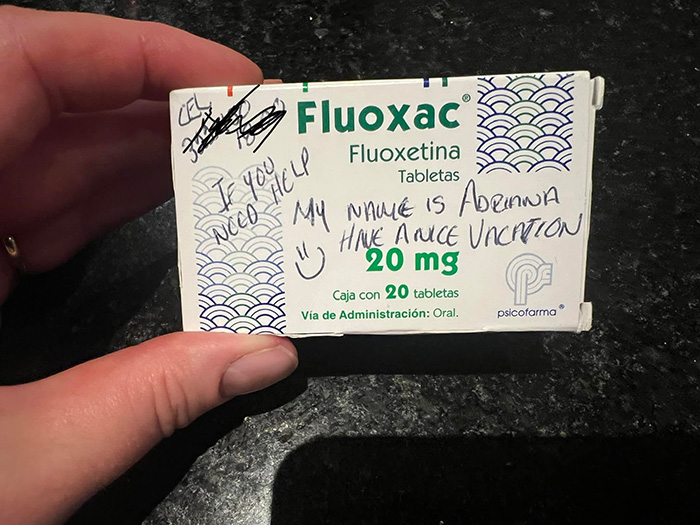 CEL
Fluoxac®
Fluoxetina
Tabletas
IF YOU
NEED HELP
MY NAME IS ADRIANA
HAVE A NICE VACATION
20 mg
Caja con 20 tabletas
Vía de Administración: Oral.
psicofarma®